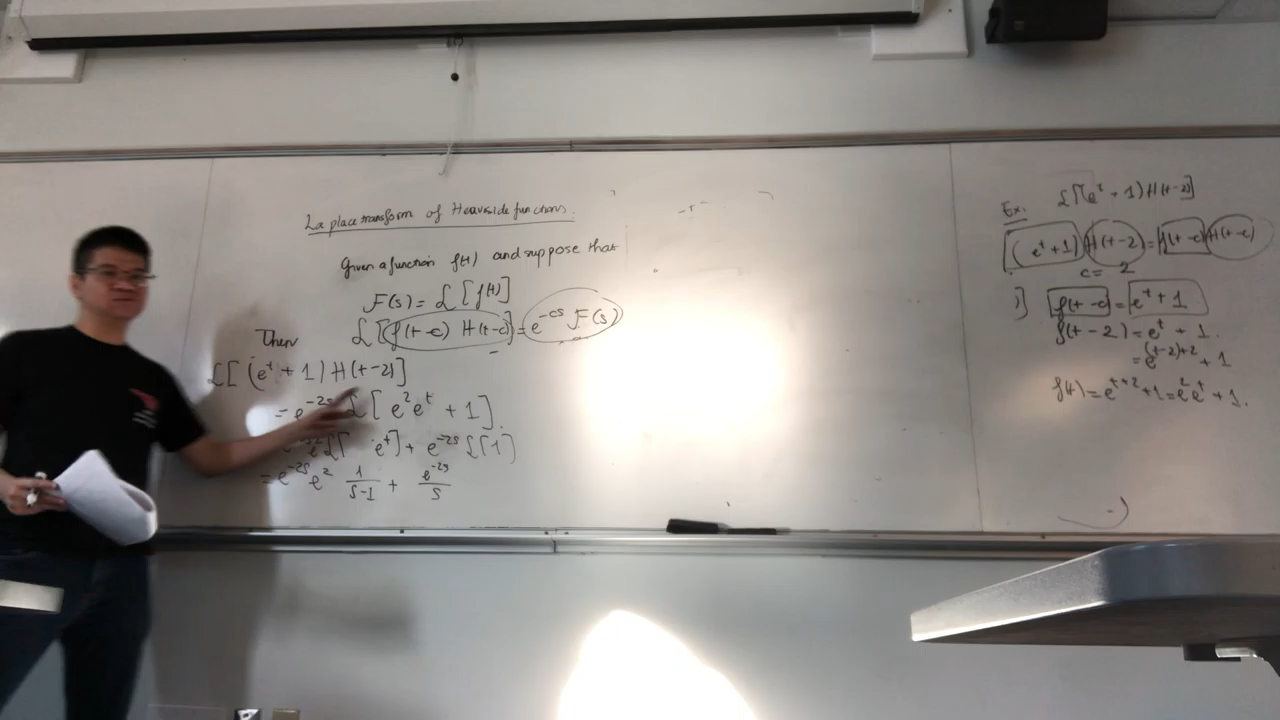 Laplace transform of Heaviside functions.
Given a function f(t) and suppose that
F(s) = L[f(t)]
Then L[f(t-c) H(t-c)] = e^{-cs} F(s)
L[(e^t + 1) H(t-2)]
= e^{-2s} L[e^2 e^t + 1].
e^2 L[e^t] + e^{-2s} L[1]
= e^{-2s} e^2 1/(s-1) + e^{-2s}/s
Ex: L[(e^t + 1) H(t-2)]
(e^t + 1) H(t-2) = f(t-c) H(t-c)
c = 2
1] f(t-c) = e^t + 1
f(t-2) = e^t + 1.
= e^{(t-2)+2} + 1
f(t) = e^{t+2} + 1 = e^2 e^t + 1.